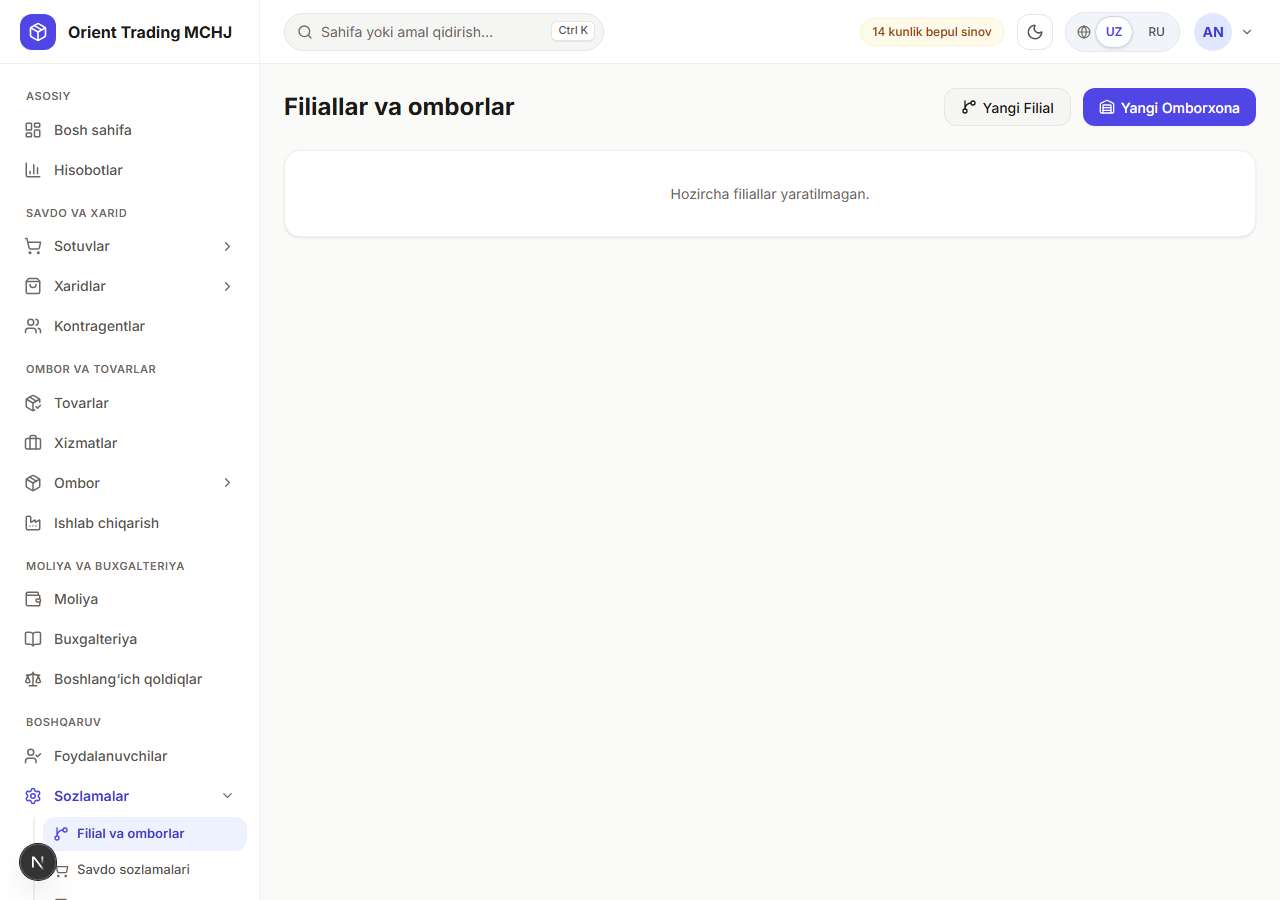 Orient Trading MCHJ
Sahifa yoki amal qidirish...
Ctrl K
14 kunlik bepul sinov
UZ
RU
AN
ASOSIY
Bosh sahifa
Hisobotlar
SAVDO VA XARID
Sotuvlar
Xaridlar
Kontragentlar
OMBOR VA TOVARLAR
Tovarlar
Xizmatlar
Ombor
Ishlab chiqarish
MOLIYA VA BUXGALTERIYA
Moliya
Buxgalteriya
Boshlang'ich qoldiqlar
BOSHQARUV
Foydalanuvchilar
Sozlamalar
Filial va omborlar
Savdo sozlamalari
N
Filiallar va omborlar
Yangi Filial
Yangi Omborxona
Hozircha filiallar yaratilmagan.